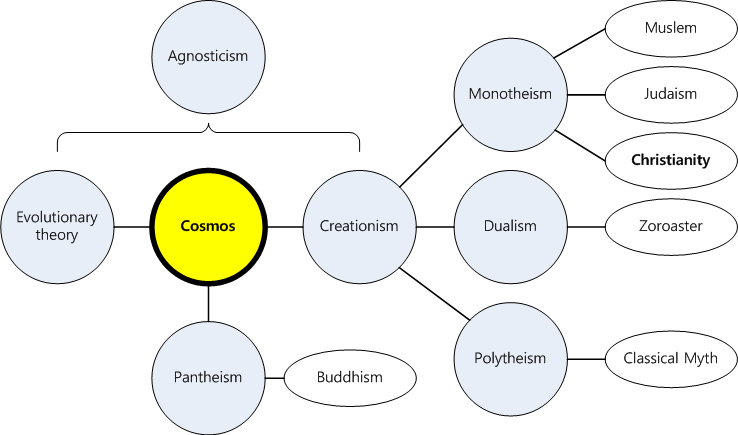 Agnosticism
Muslem
Monotheism
Judaism
Christianity
Evolutionary
theory
Cosmos
Creationism
Dualism
Zoroaster
Pantheism
Buddhism
Polytheism
Classical Myth